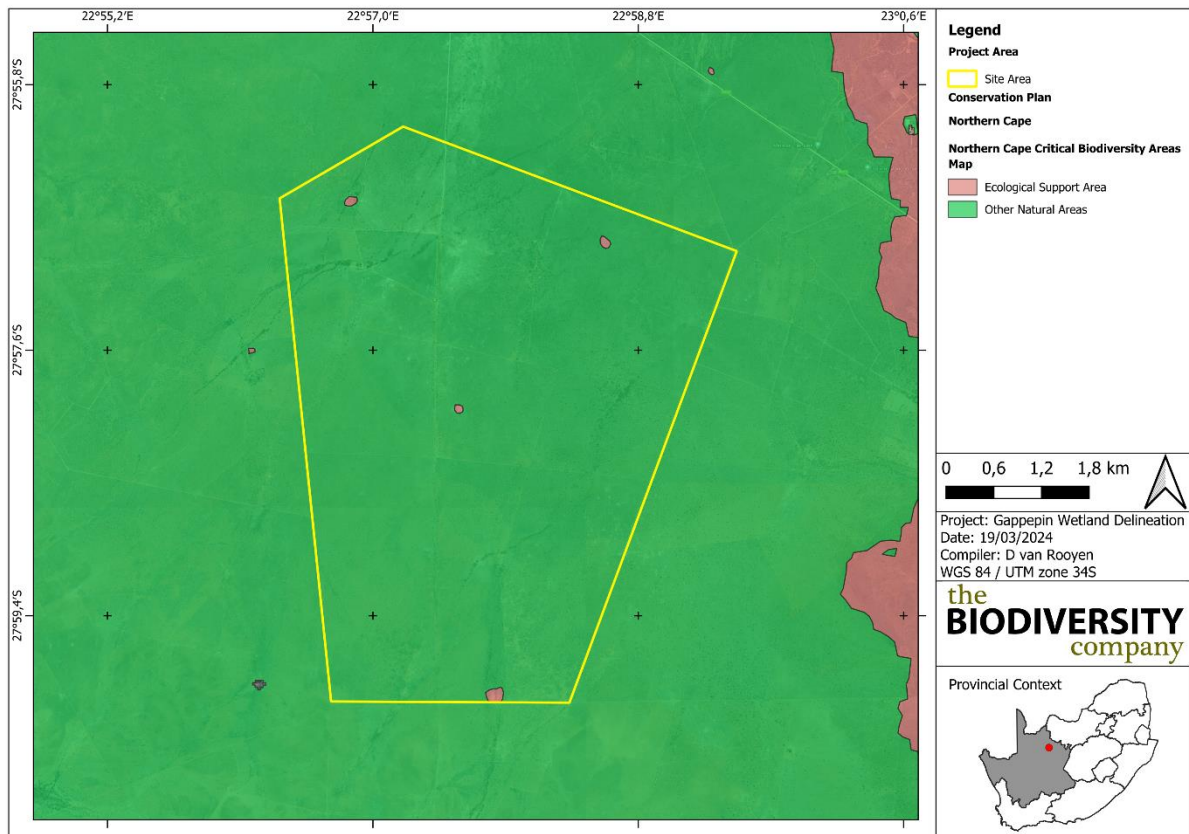 22°55,2'E 22°57,0'E 22°58,8'E 23°0,6'E
27°55,8'S
27°57,6'S
27°59,4'S
Legend
Project Area
Site Area
Conservation Plan
Northern Cape
Northern Cape Critical Biodiversity Areas
Map
Ecological Support Area
Other Natural Areas
0 0,6 1,2 1,8 km
Project: Gappepin Wetland Delineation
Date: 19/03/2024
Compiler: D van Rooyen
WGS 84 / UTM zone 34S
the
BIODIVERSITY
company
Provincial Context